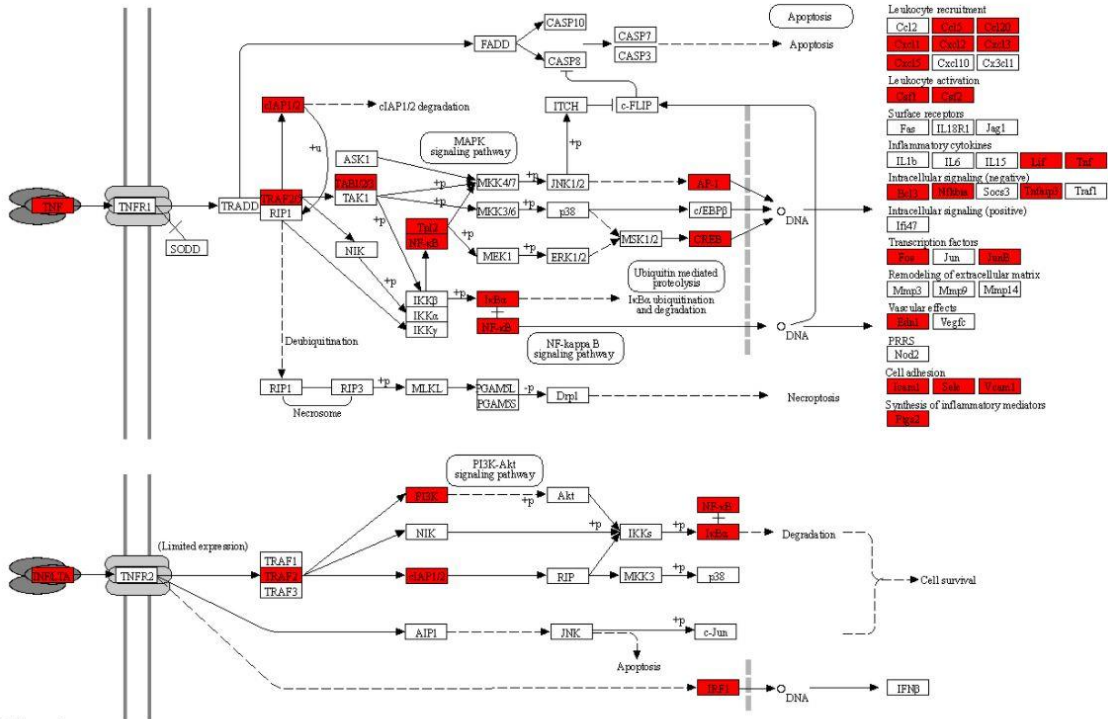 CASP10
FADD
CASP8
CASP7
CASP3
Apoptosis
Apoptosis
cIAP1/2
cIAP1/2 degradation
ITCH
c-FLIP
+u
+p
MAPK
signaling pathway
ASK1
TAB1/2/3
TAK1
+p
MKK4/7
+p
JNK1/2
AP-1
TNF
TNFR1
TRADD
TRAF2/5
RIP1
+p
MKK3/6
+p
p38
c/EBPβ
DNA
SODD
NIK
Tpl2
NF-κB
+p
MEK1
+p
ERK1/2
MSK1/2
CREB
+p
+p
Ubiquitin mediated
proteolysis
IKKβ
IKKα
IKKγ
+p
IκBα
IκBα ubiquitination
and degradation
NF-κB
DNA
NF-kappa B
signaling pathway
Deubiquitination
RIP1
RIP3
+p
MLKL
PGAM5L
PGAM5S
-p
Drp1
Necroptosis
Necrosome
Leukocyte recruitment
Ccl2 Ccl5 Ccl20
Cxcl1 Cxcl2 Cxcl3
Cxcl5 Cxcl10 Cx3cl1
Leukocyte activation
Csf1 Csf2
Surface receptors
Fas IL18R1 Jag1
Inflammatory cytokines
IL1b IL6 IL15 Lif Tnf
Intracellular signaling (negative)
Bcl3 Nfkbia Socs3 Tnfaip3 Traf1
Intracellular signaling (positive)
Ifi47
Transcription factors
Fos Jun JunB
Remodeling of extracellular matrix
Mmp3 Mmp9 Mmp14
Vascular effects
Edn1 Vegfc
PRRS
Nod2
Cell adhesion
Icam1 Sele Vcam1
Synthesis of inflammatory mediators
Ptgs2
PI3K-Akt
signaling pathway
PI3K
+p
Akt
NF-κB
NIK
+p
IKKs
+p
IκBα
Degradation
(Limited expression)
TNF/LTA
TNFR2
TRAF1
TRAF2
TRAF3
cIAP1/2
RIP
MKK3
+p
p38
Cell survival
AIP1
JNK
+p
c-Jun
Apoptosis
IRF1
DNA
IFNβ